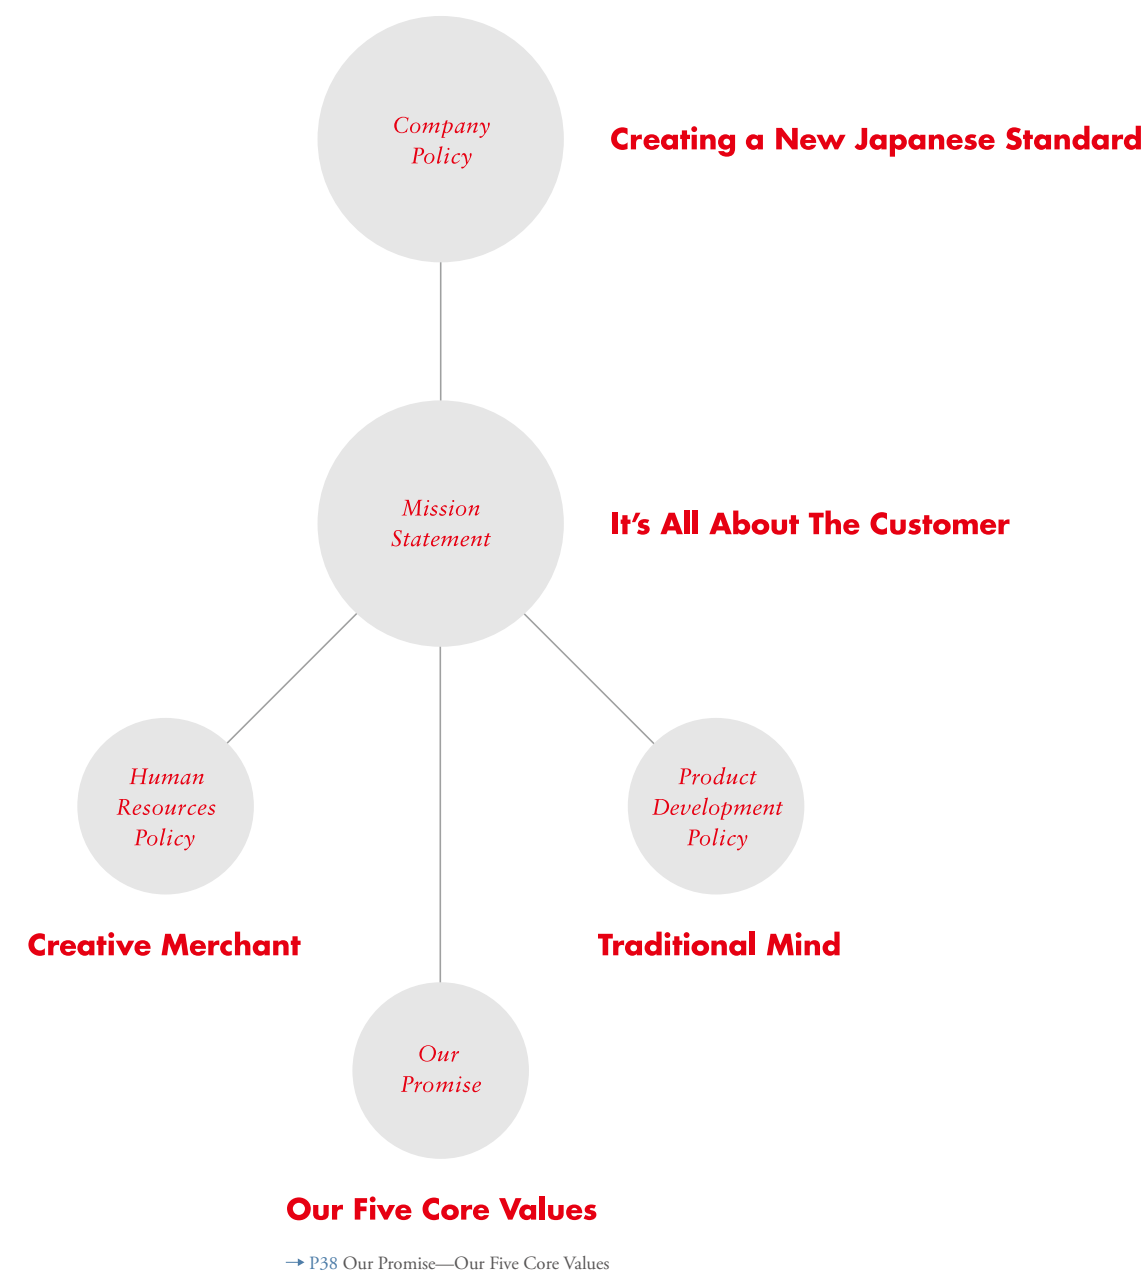 Company
Policy
Creating a New Japanese Standard
Mission
Statement
It’s All About The Customer
Human
Resources
Policy
Creative Merchant
Product
Development
Policy
Traditional Mind
Our
Promise
Our Five Core Values
→ P38 Our Promise—Our Five Core Values